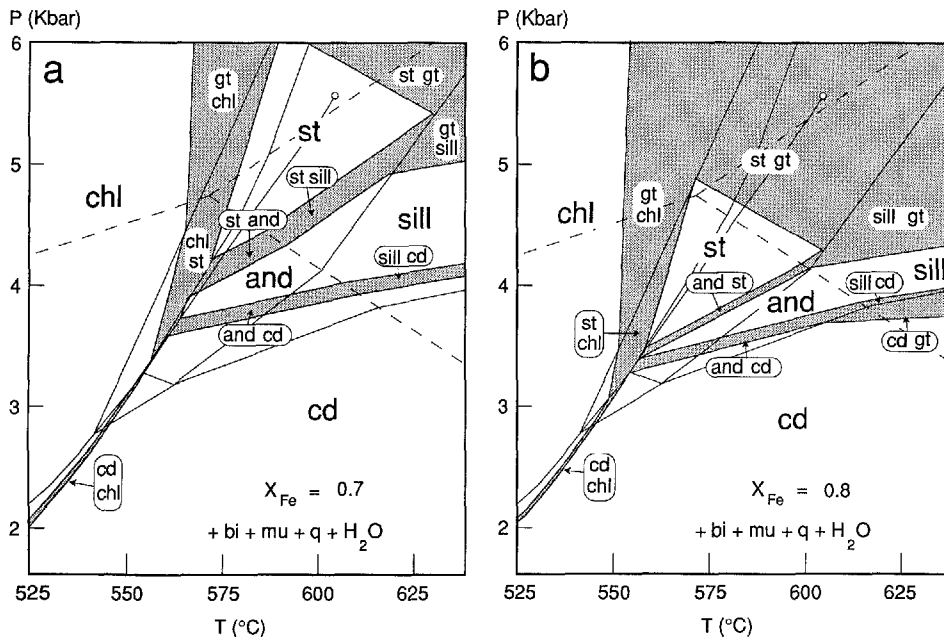 P (Kbar)
P (Kbar)
6
5
4
3
2
a
gt
chl
st gt
st
gt
sill
chl
st sill
st and
chl
st
sill
and
sill cd
and cd
cd
cd
chl
X Fe = 0.7
+ bi + mu + q + H2O
525
550
575
600
625
T (°C)
6
5
4
3
2
b
st gt
gt
chl
chl
sill gt
st
and st
sill
sill cd
and
st
chl
cd gt
and cd
cd
cd
chl
X Fe = 0.8
+ bi + mu + q + H2O
525
550
575
600
625
T (°C)